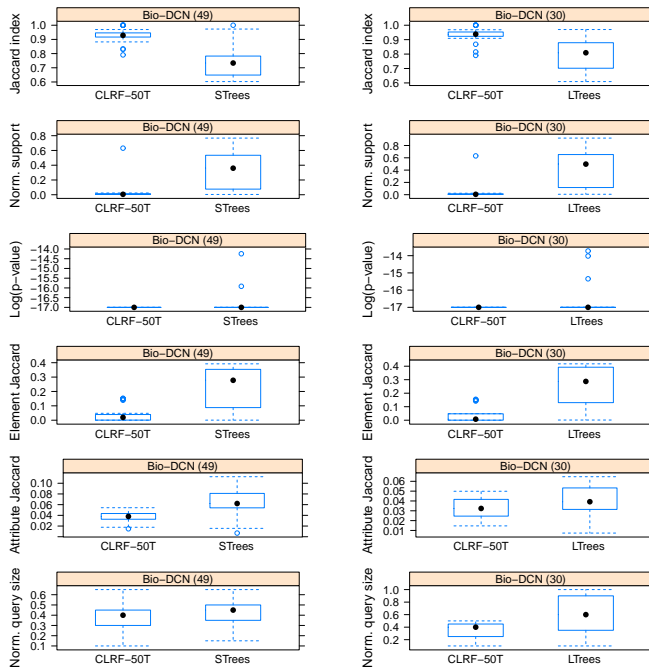 Bio−DCN (49)
Jaccard index
1.0
0.9
0.8
0.7
0.6
CLRF−50T STrees
Bio−DCN (30)
Jaccard index
1.0
0.9
0.8
0.7
0.6
CLRF−50T LTrees
Bio−DCN (49)
Norm. support
0.8
0.6
0.4
0.2
0.0
CLRF−50T STrees
Bio−DCN (30)
Norm. support
0.8
0.6
0.4
0.2
0.0
CLRF−50T LTrees
Bio−DCN (49)
Log(p−value)
−14.0
−14.5
−15.0
−15.5
−16.0
−16.5
−17.0
CLRF−50T STrees
Bio−DCN (30)
Log(p−value)
−14
−15
−16
−17
CLRF−50T LTrees
Bio−DCN (49)
Element Jaccard
0.3
0.2
0.1
0.0
CLRF−50T STrees
Bio−DCN (30)
Element Jaccard
0.4
0.3
0.2
0.1
0.0
CLRF−50T LTrees
Bio−DCN (49)
Attribute Jaccard
0.10
0.08
0.06
0.04
0.02
CLRF−50T STrees
Bio−DCN (30)
Attribute Jaccard
0.06
0.05
0.04
0.03
0.02
0.01
CLRF−50T LTrees
Bio−DCN (49)
Norm. query size
0.6
0.5
0.4
0.3
0.2
0.1
CLRF−50T STrees
Bio−DCN (30)
Norm. query size
1.0
0.8
0.6
0.4
0.2
CLRF−50T LTrees